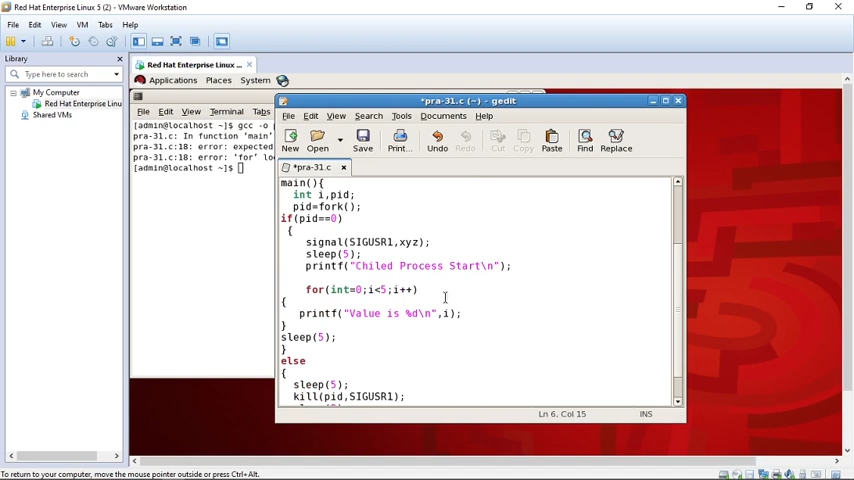 Red Hat Enterprise Linux 5 (2) - VMware Workstation
File Edit View VM Tabs Help
Library
Type here to search
My Computer
Red Hat Enterprise Linu
Shared VMs
Red Hat Enterprise Linux ...
Applications Places System
File Edit View Terminal Tabs
[admin@localhost ~]$ gcc -o
pra-31.c: In function 'main'
pra-31.c:18: error: expected
pra-31.c:18: error: 'for' lo
[admin@localhost ~]$
*pra-31.c (~) - gedit
File Edit View Search Tools Documents Help
New Open Save Print... Undo Redo Cut Copy Paste Find Replace
*pra-31.c
main(){
int i,pid;
pid=fork();
if(pid==0)
{
signal(SIGUSR1,xyz);
sleep(5);
printf("Chiled Process Start\n");
for(int=0;i<5;i++)
{
printf("Value is %d\n",i);
}
sleep(5);
}
else
{
sleep(5);
kill(pid,SIGUSR1);
Ln 6, Col 15 INS
To return to your computer, move the mouse pointer outside or press Ctrl+Alt.